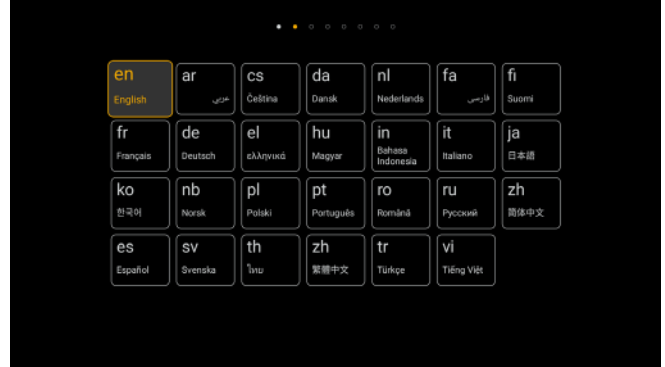 en
English
ar
عربي
cs
Čeština
da
Dansk
nl
Nederlands
fa
فارسی
fi
Suomi
fr
Français
de
Deutsch
el
ελληνικά
hu
Magyar
in
Bahasa
Indonesia
it
Italiano
ja
日本語
ko
한국어
nb
Norsk
pl
Polski
pt
Português
ro
Română
ru
Русский
zh
简体中文
es
Español
sv
Svenska
th
ไทย
zh
繁體中文
tr
Türkçe
vi
Tiếng Việt